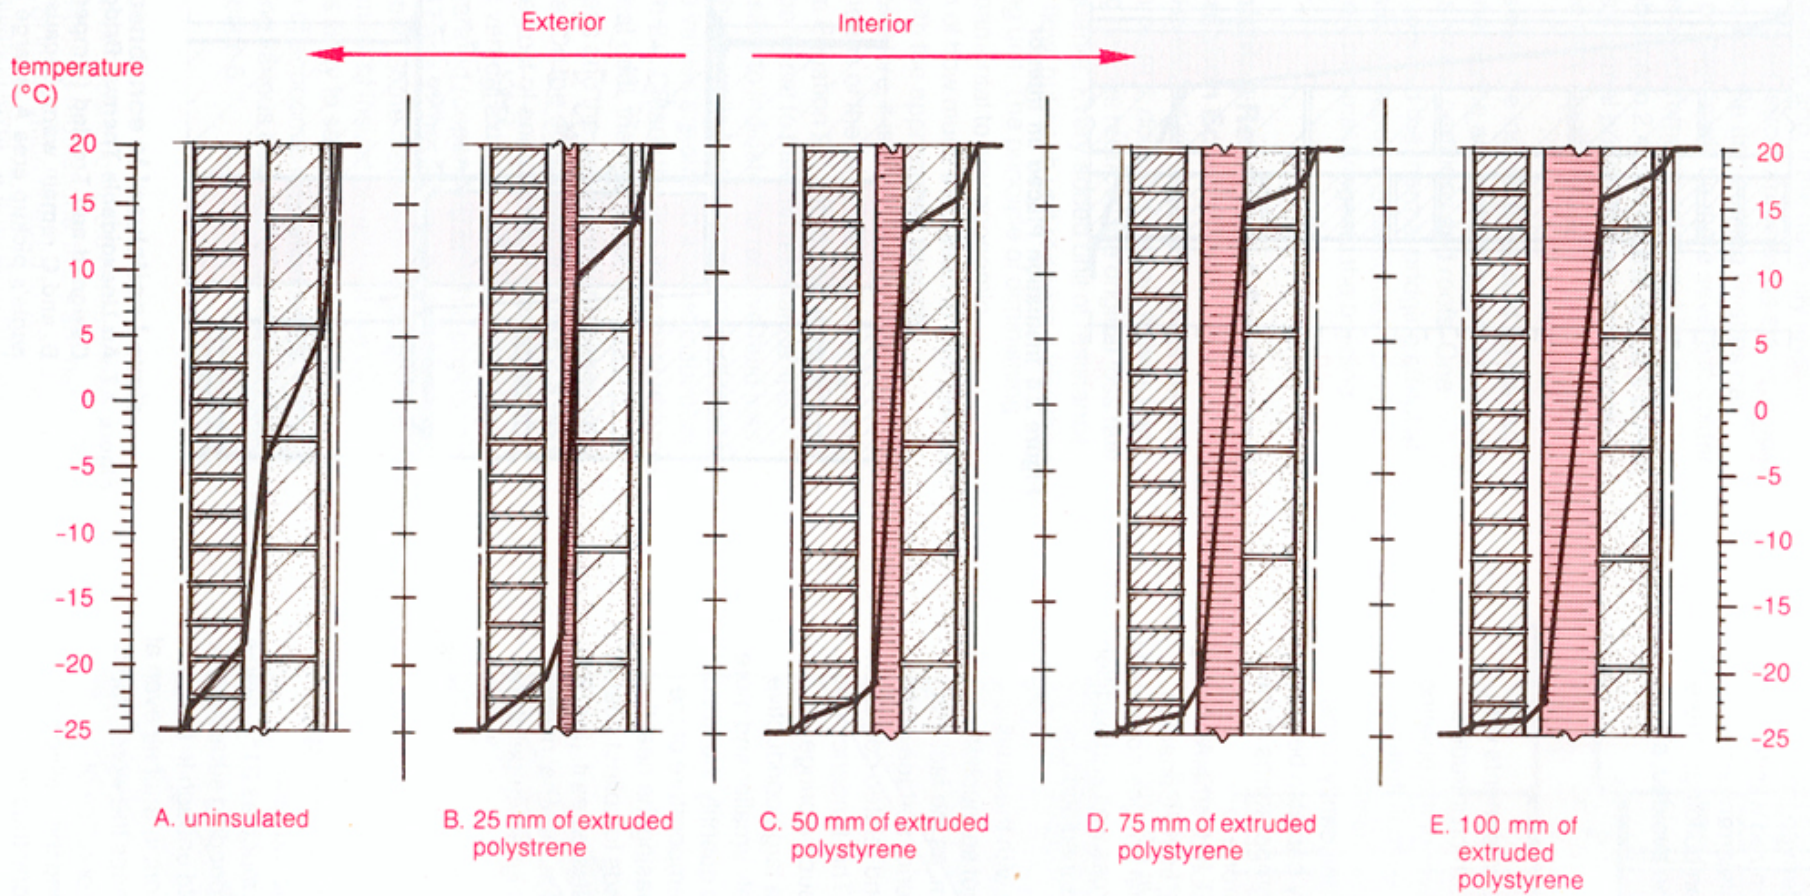 Exterior
Interior
temperature
(°C)
20
15
10
5
0
-5
-10
-15
-20
-25
20
15
10
5
0
-5
-10
-15
-20
-25
A. uninsulated
B. 25 mm of extruded
polystrene
C. 50 mm of extruded
polystyrene
D. 75 mm of extruded
polystyrene
E. 100 mm of
extruded
polystyrene